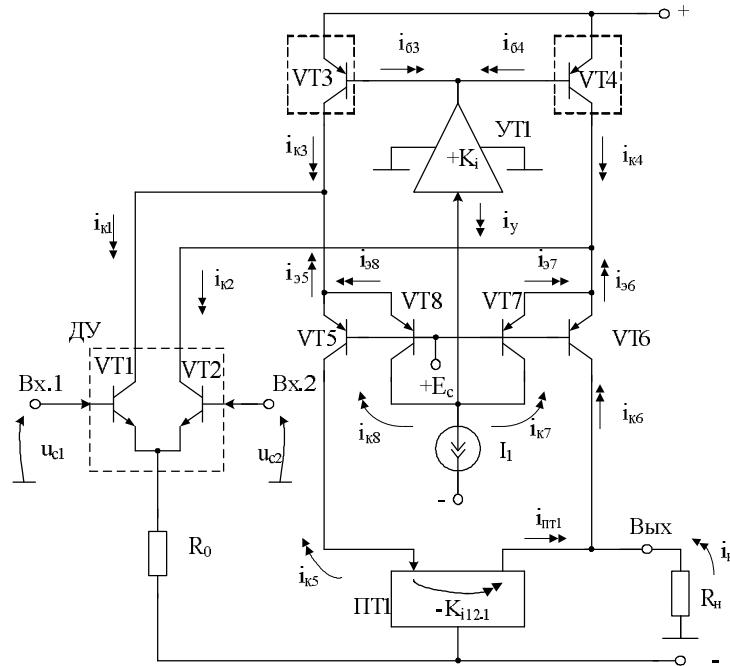 +
iб3 iб4
VT3 VT4
УТ1
+Ki
iк3 iк4
iу
iк1
iэ8 iэ7
iк2 iэ5 iэ6
VT8 VT7
ДУ
VT5 VT6
VT1 VT2
Вх.1 Вх.2
+Ec
iк8 iк7 iк6
uc1 uc2
I1
-
iпт1
Вых
R0
iк5
ПТ1
-Ki12.1
Rн
-